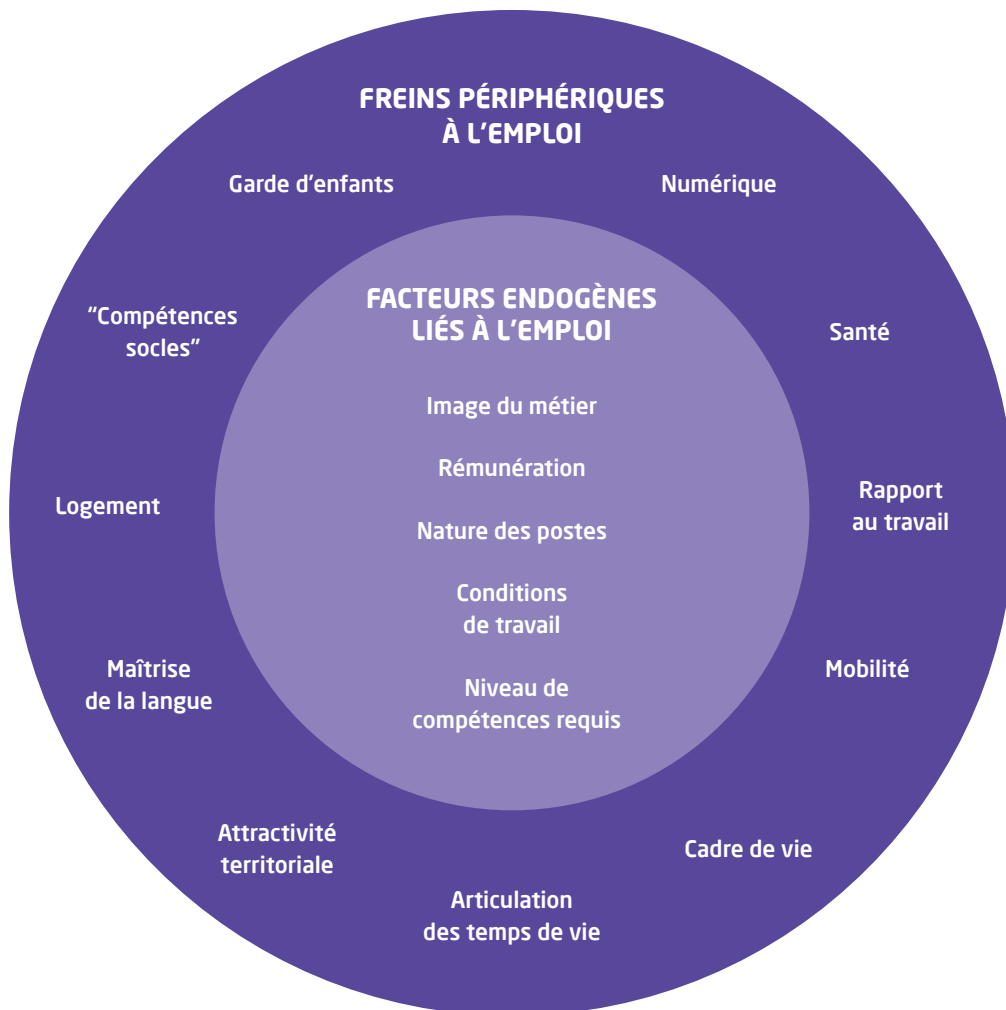 FREINS PÉRIPHÉRIQUES
À L'EMPLOI
Garde d'enfants
Numérique
"Compétences
socles"
Santé
Logement
Rapport
au travail
Maîtrise
de la langue
Mobilité
Attractivité
territoriale
Cadre de vie
Articulation
des temps de vie
FACTEURS ENDOGÈNES
LIÉS À L'EMPLOI
Image du métier
Rémunération
Nature des postes
Conditions
de travail
Niveau de
compétences requis